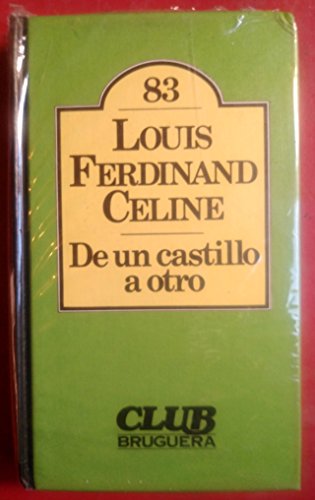 83
LOUIS
FERDINAND
CELINE
De un castillo
a otro
CLUB
BRUGUERA